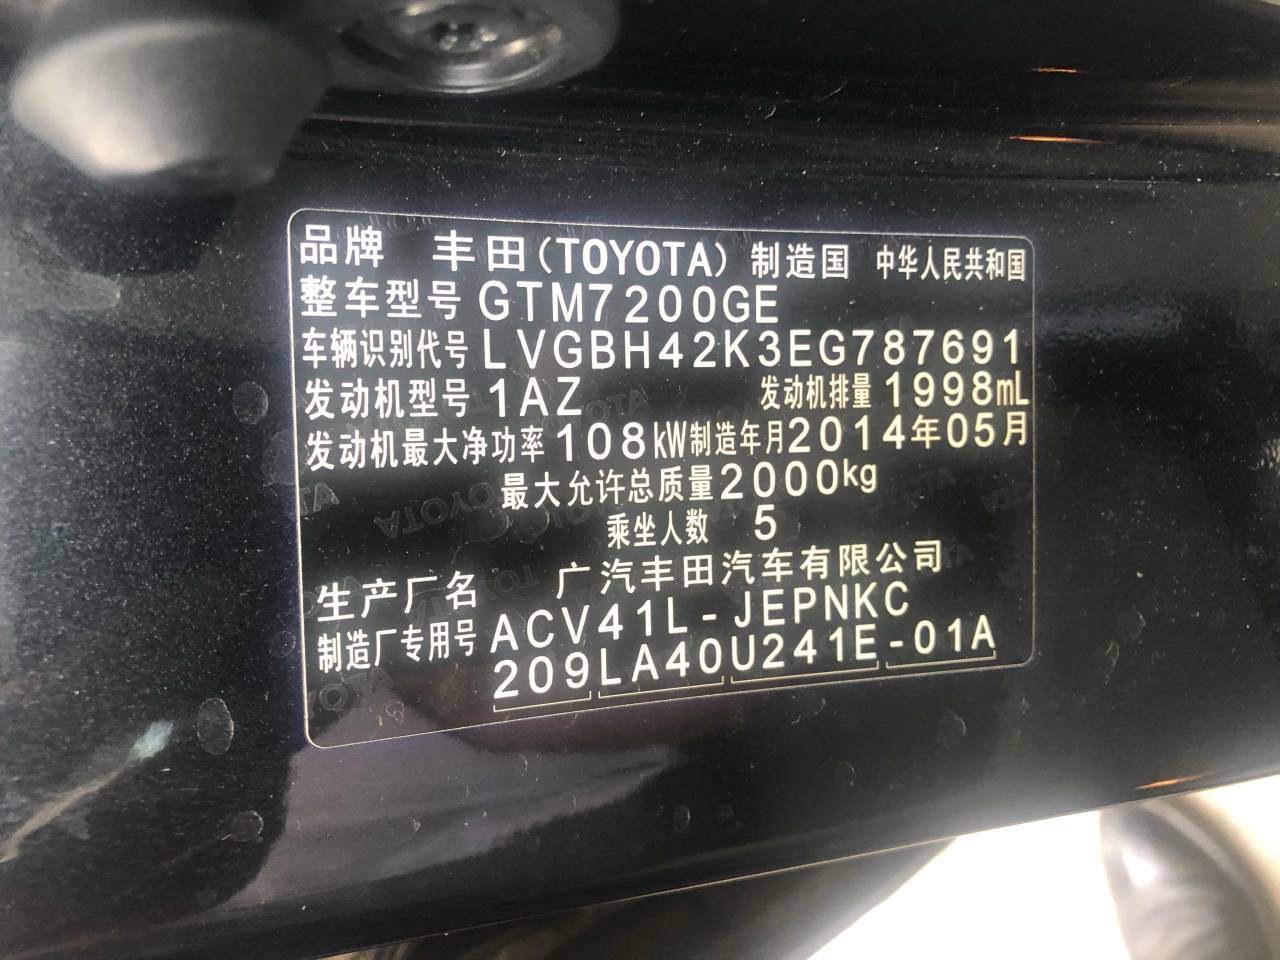 品牌 丰田(TOYOTA) 制造国 中华人民共和国
整车型号 GTM7200GE
车辆识别代号 LVGBH42K3EG787691
发动机型号 1AZ 发动机排量 1998mL
发动机最大净功率 108kW 制造年月 2014年05月
最大允许总质量 2000kg
乘坐人数 5
生产厂名 广汽丰田汽车有限公司
制造厂专用号 ACV41L-JEPNKC
209LA40U241E-01A